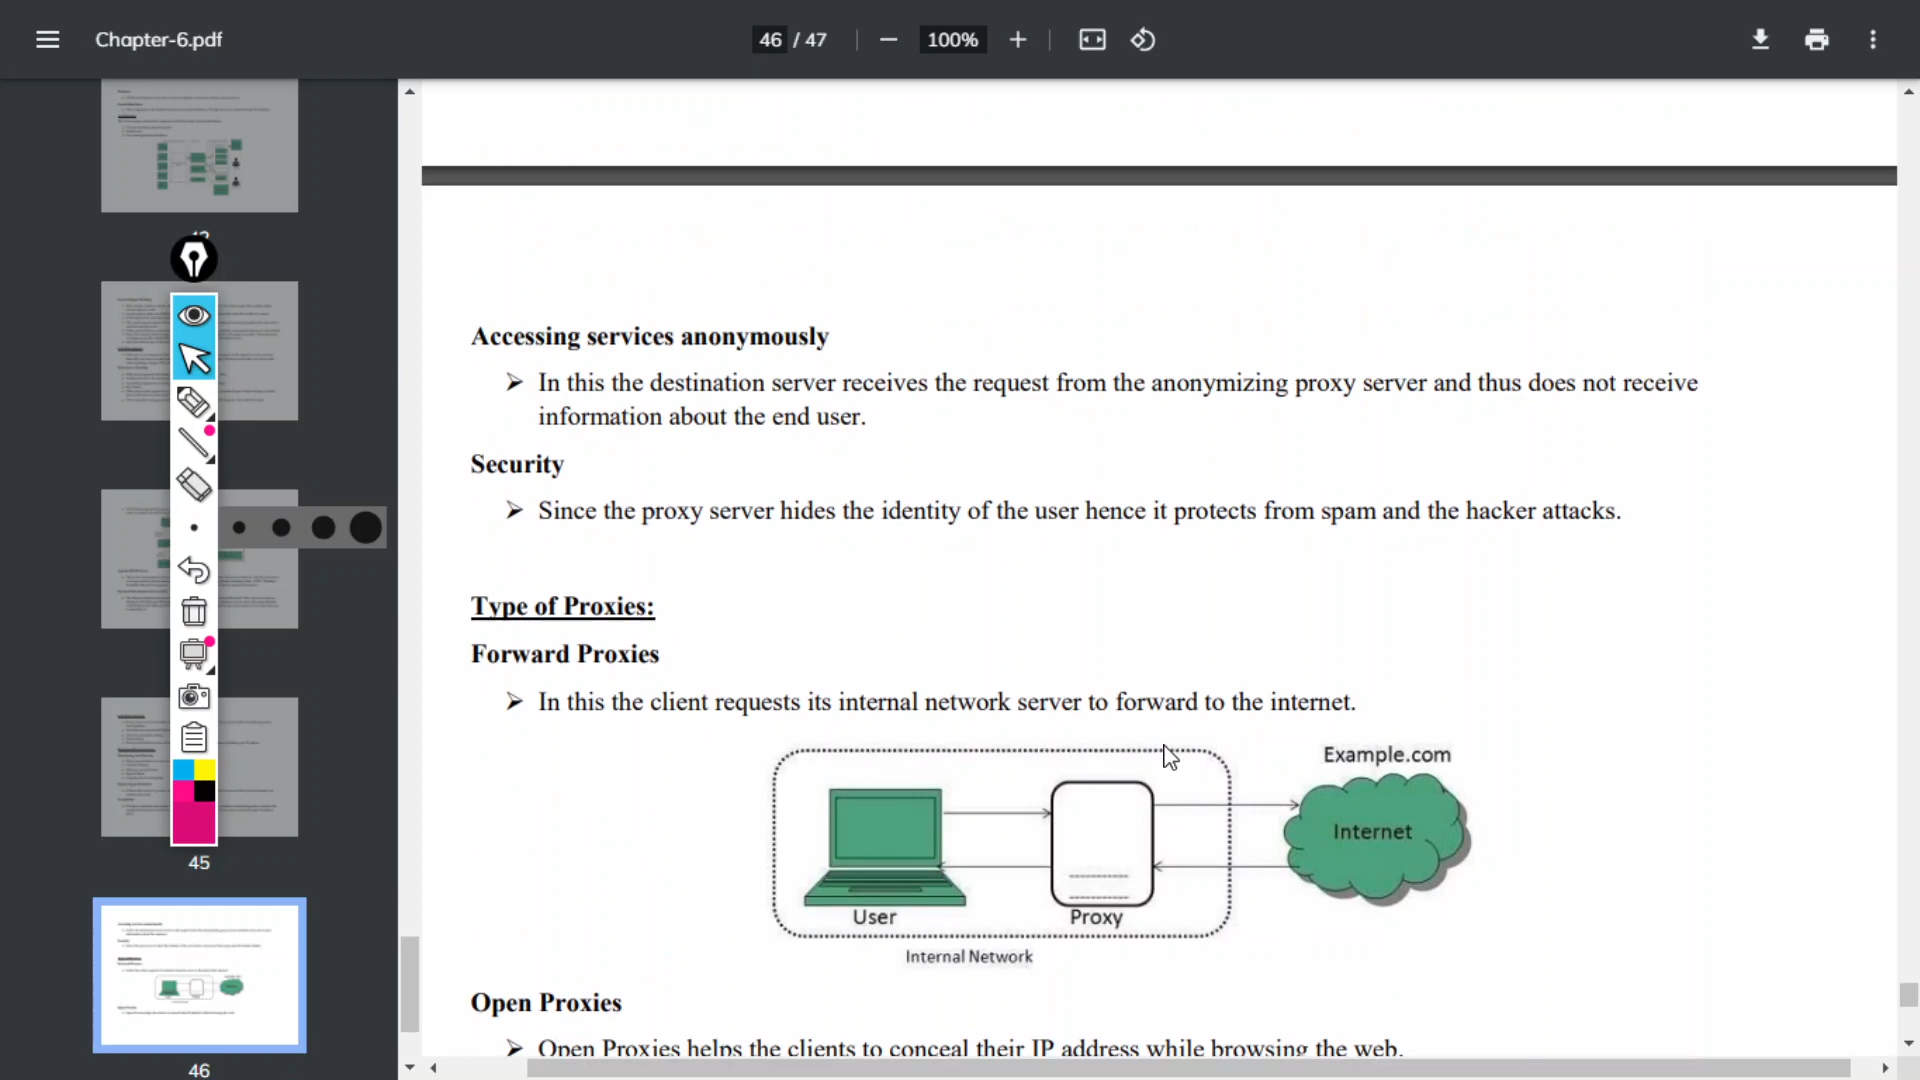 Chapter-6.pdf
46 / 47
100%
45
46
Accessing services anonymously
➢ In this the destination server receives the request from the anonymizing proxy server and thus does not receive
information about the end user.
Security
➢ Since the proxy server hides the identity of the user hence it protects from spam and the hacker attacks.
Type of Proxies:
Forward Proxies
➢ In this the client requests its internal network server to forward to the internet.
Example.com
Internet
User
Proxy
Internal Network
Open Proxies
➢ Open Proxies helps the clients to conceal their IP address while browsing the web.